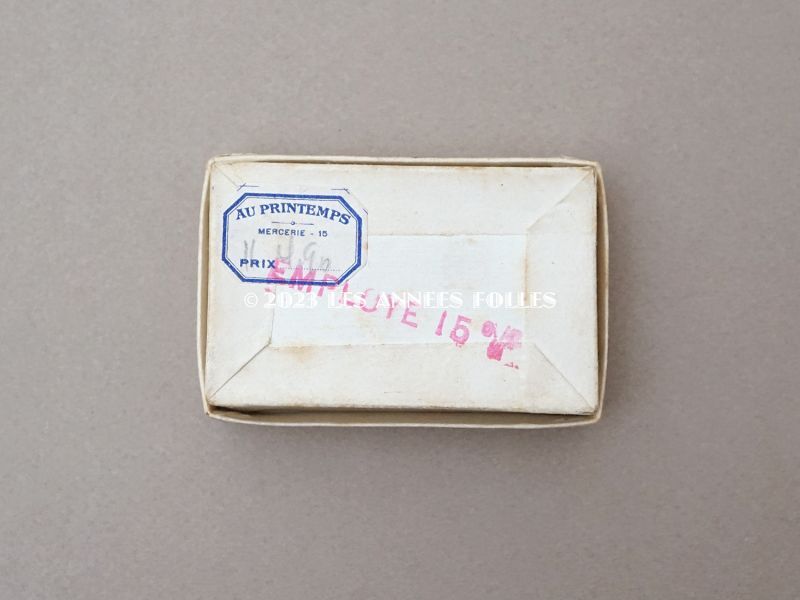 AU PRINTEMPS
MERCERIE - 15
PRIX
EMPLOYE 15 %
© 2023 LES ANNEES FOLLES